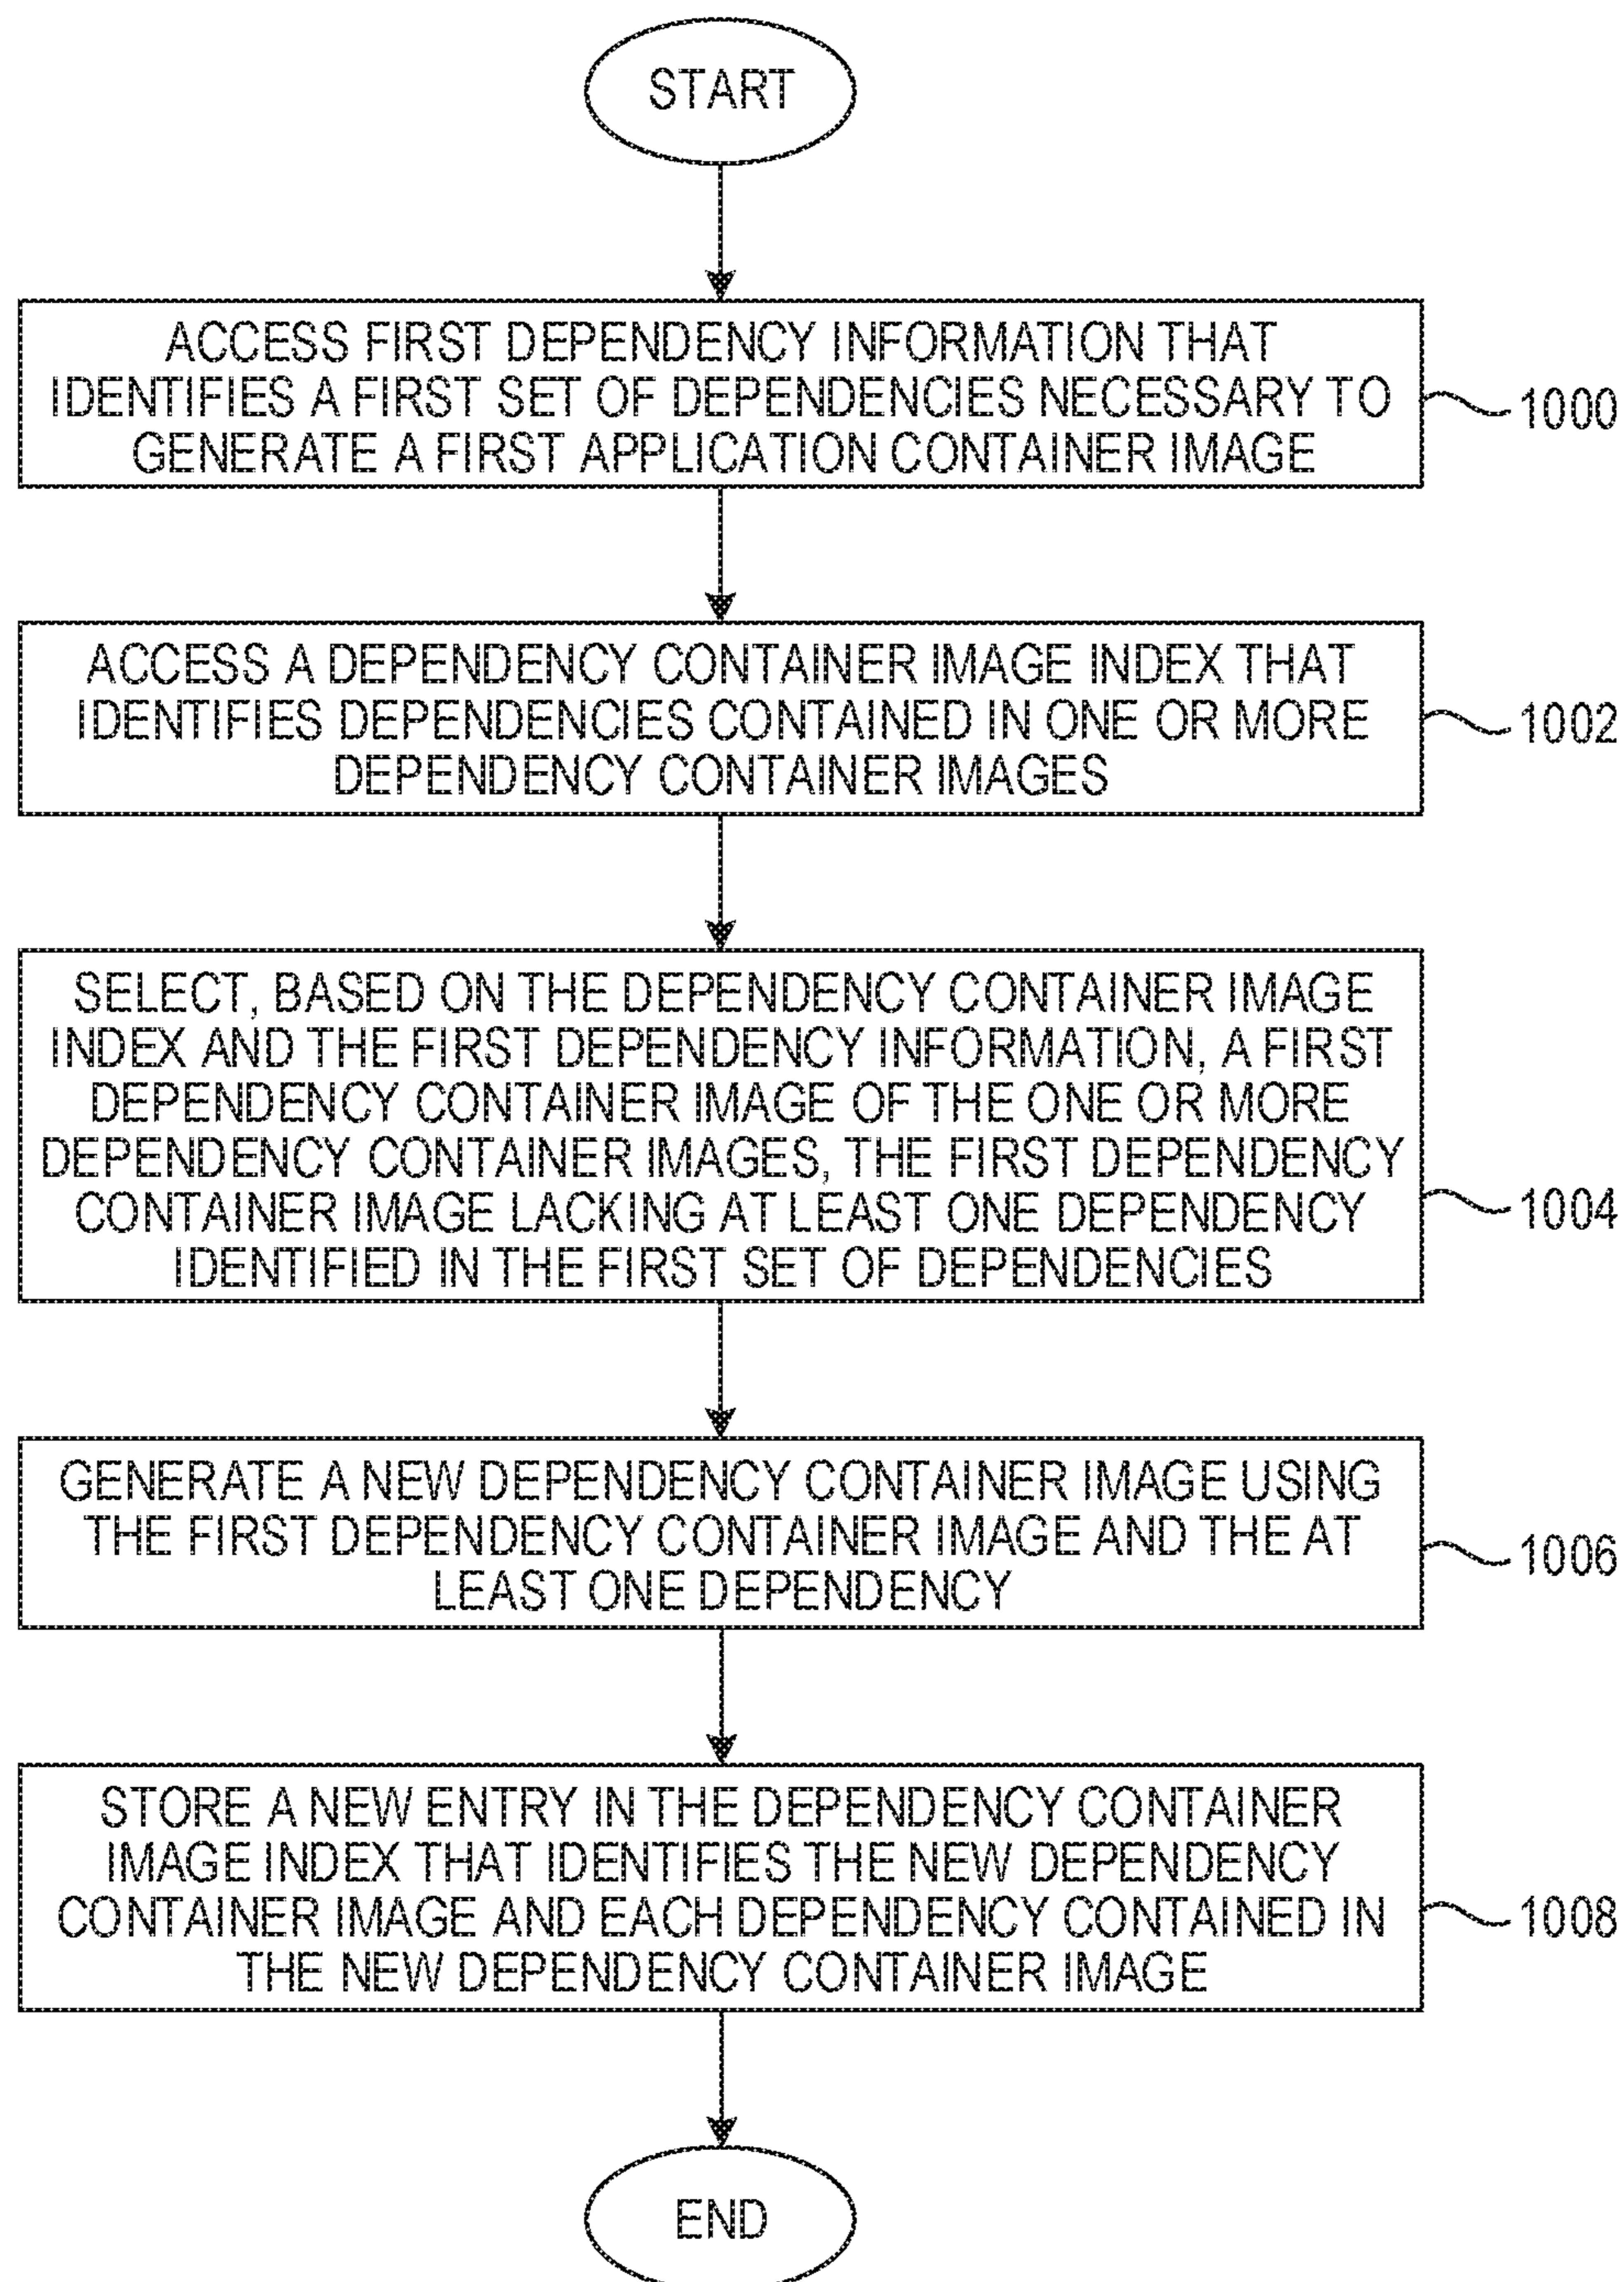 START
ACCESS FIRST DEPENDENCY INFORMATION THAT
IDENTIFIES A FIRST SET OF DEPENDENCIES NECESSARY TO
GENERATE A FIRST APPLICATION CONTAINER IMAGE
1000
ACCESS A DEPENDENCY CONTAINER IMAGE INDEX THAT
IDENTIFIES DEPENDENCIES CONTAINED IN ONE OR MORE
DEPENDENCY CONTAINER IMAGES
1002
SELECT, BASED ON THE DEPENDENCY CONTAINER IMAGE
INDEX AND THE FIRST DEPENDENCY INFORMATION, A FIRST
DEPENDENCY CONTAINER IMAGE OF THE ONE OR MORE
DEPENDENCY CONTAINER IMAGES, THE FIRST DEPENDENCY
CONTAINER IMAGE LACKING AT LEAST ONE DEPENDENCY
IDENTIFIED IN THE FIRST SET OF DEPENDENCIES
1004
GENERATE A NEW DEPENDENCY CONTAINER IMAGE USING
THE FIRST DEPENDENCY CONTAINER IMAGE AND THE AT
LEAST ONE DEPENDENCY
1006
STORE A NEW ENTRY IN THE DEPENDENCY CONTAINER
IMAGE INDEX THAT IDENTIFIES THE NEW DEPENDENCY
CONTAINER IMAGE AND EACH DEPENDENCY CONTAINED IN
THE NEW DEPENDENCY CONTAINER IMAGE
1008
END